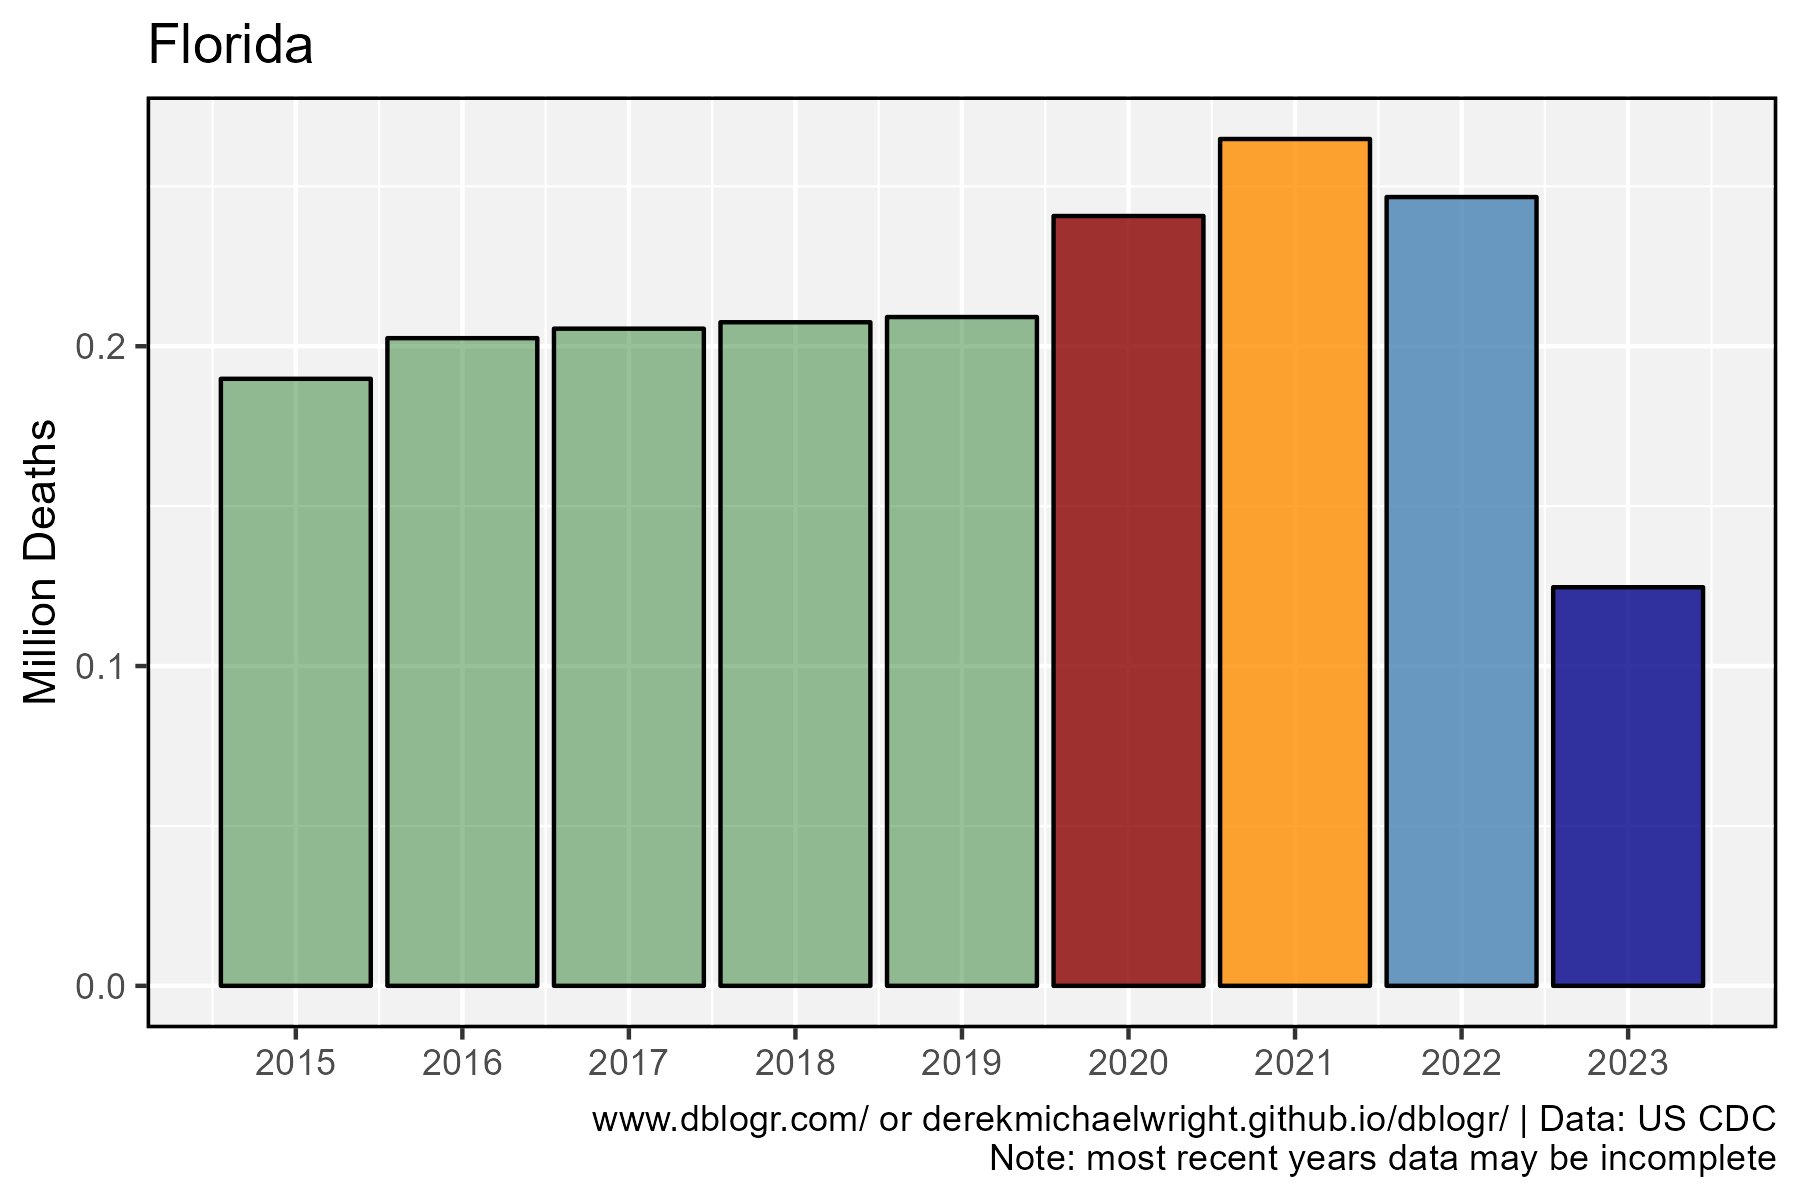 Florida
Million Deaths
0.2
0.1
0.0
2015 2016 2017 2018 2019 2020 2021 2022 2023
www.dblogr.com/ or derekmichaelwright.github.io/dblogr/ | Data: US CDC
Note: most recent years data may be incomplete